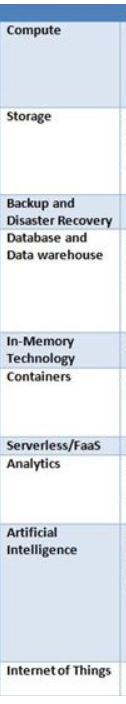 Compute
Storage
Backup and
Disaster Recovery
Database and
Data warehouse
In-Memory
Technology
Containers
Serverless/FaaS
Analytics
Artificial
Intelligence
Internet of Things